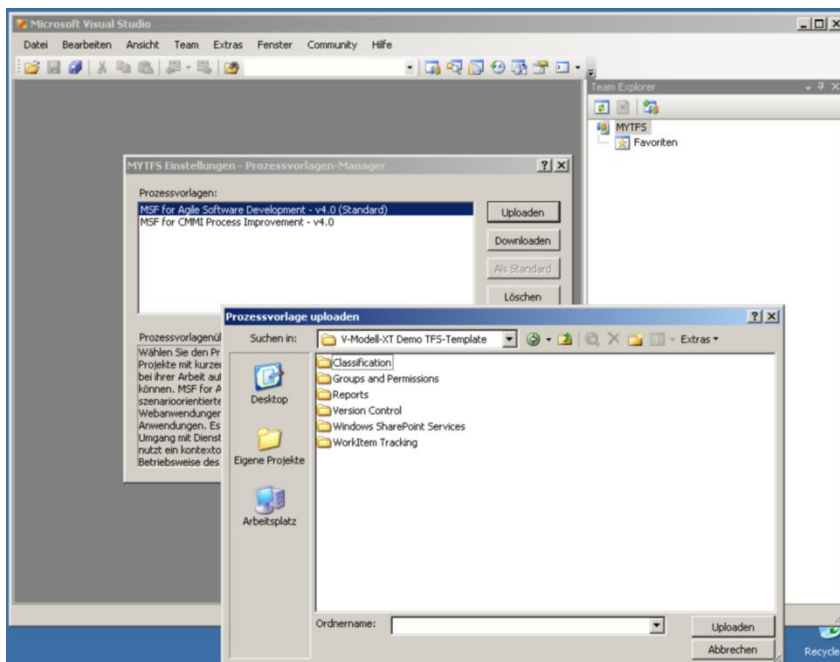 Microsoft Visual Studio
Datei Bearbeiten Ansicht Team Extras Fenster Community Hilfe
Team Explorer
MYTFS
Favoriten
MYTFS Einstellungen - Prozessvorlagen-Manager
Prozessvorlagen:
MSF for Agile Software Development - v4.0 (Standard)
MSF for CMMI Process Improvement - v4.0
Uploaden
Downloaden
Als Standard
Löschen
Prozessvorlagenül
Wählen Sie den Pr
Projekte mit kurzen
bei ihrer Arbeit aul
können. MSF for A
szenarioorientierte
Webanwendungen
Anwendungen. Es
Umgang mit Dienst
nutzt ein kontexto
Betriebsweise des
Prozessvorlage uploaden
Suchen in: V-Modell-XT Demo TFS-Template Extras
Desktop
Eigene Projekte
Arbeitsplatz
Classification
Groups and Permissions
Reports
Version Control
Windows SharePoint Services
WorkItem Tracking
Ordnername:
Uploaden
Abbrechen
Recycle